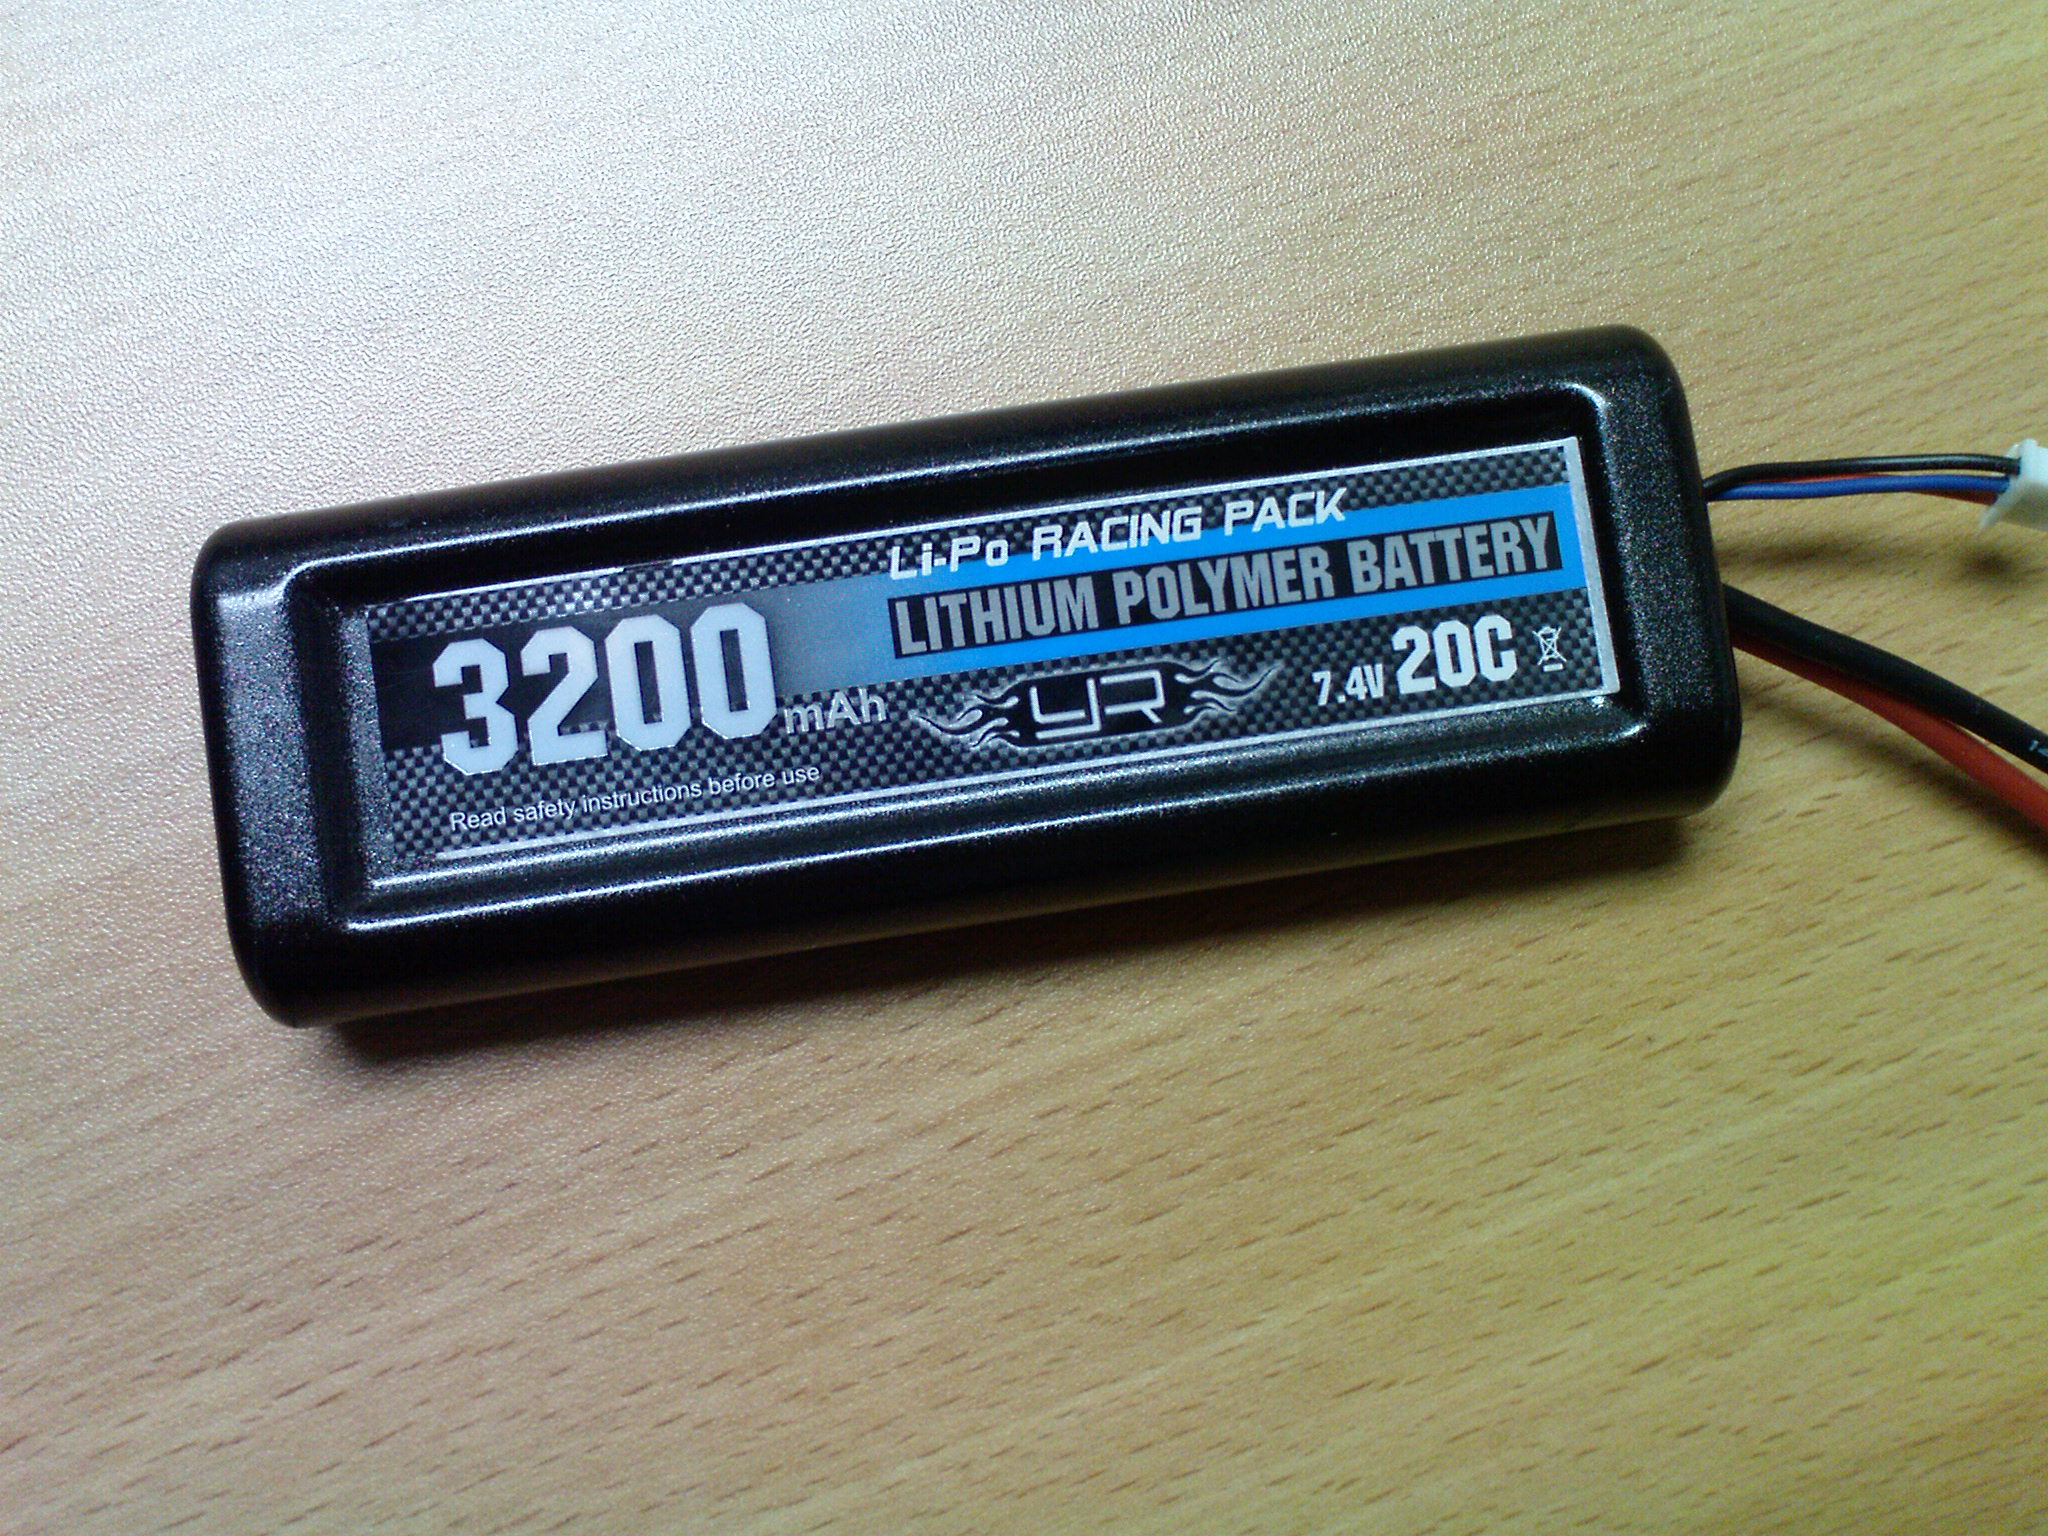 Li-Po RACING PACK
LITHIUM POLYMER BATTERY
3200 mAh
YR
7.4V 20C
Read safety instructions before use